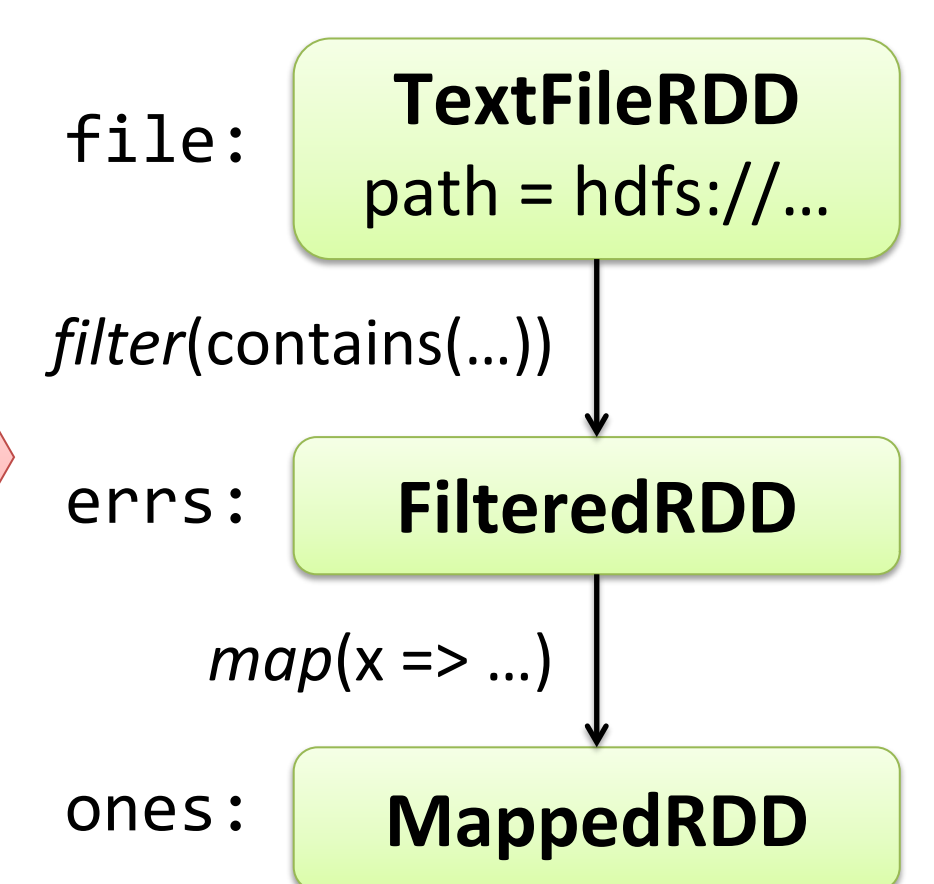 file:
TextFileRDD
path = hdfs://…
filter(contains(…))
errs:
FilteredRDD
map(x => …)
ones:
MappedRDD